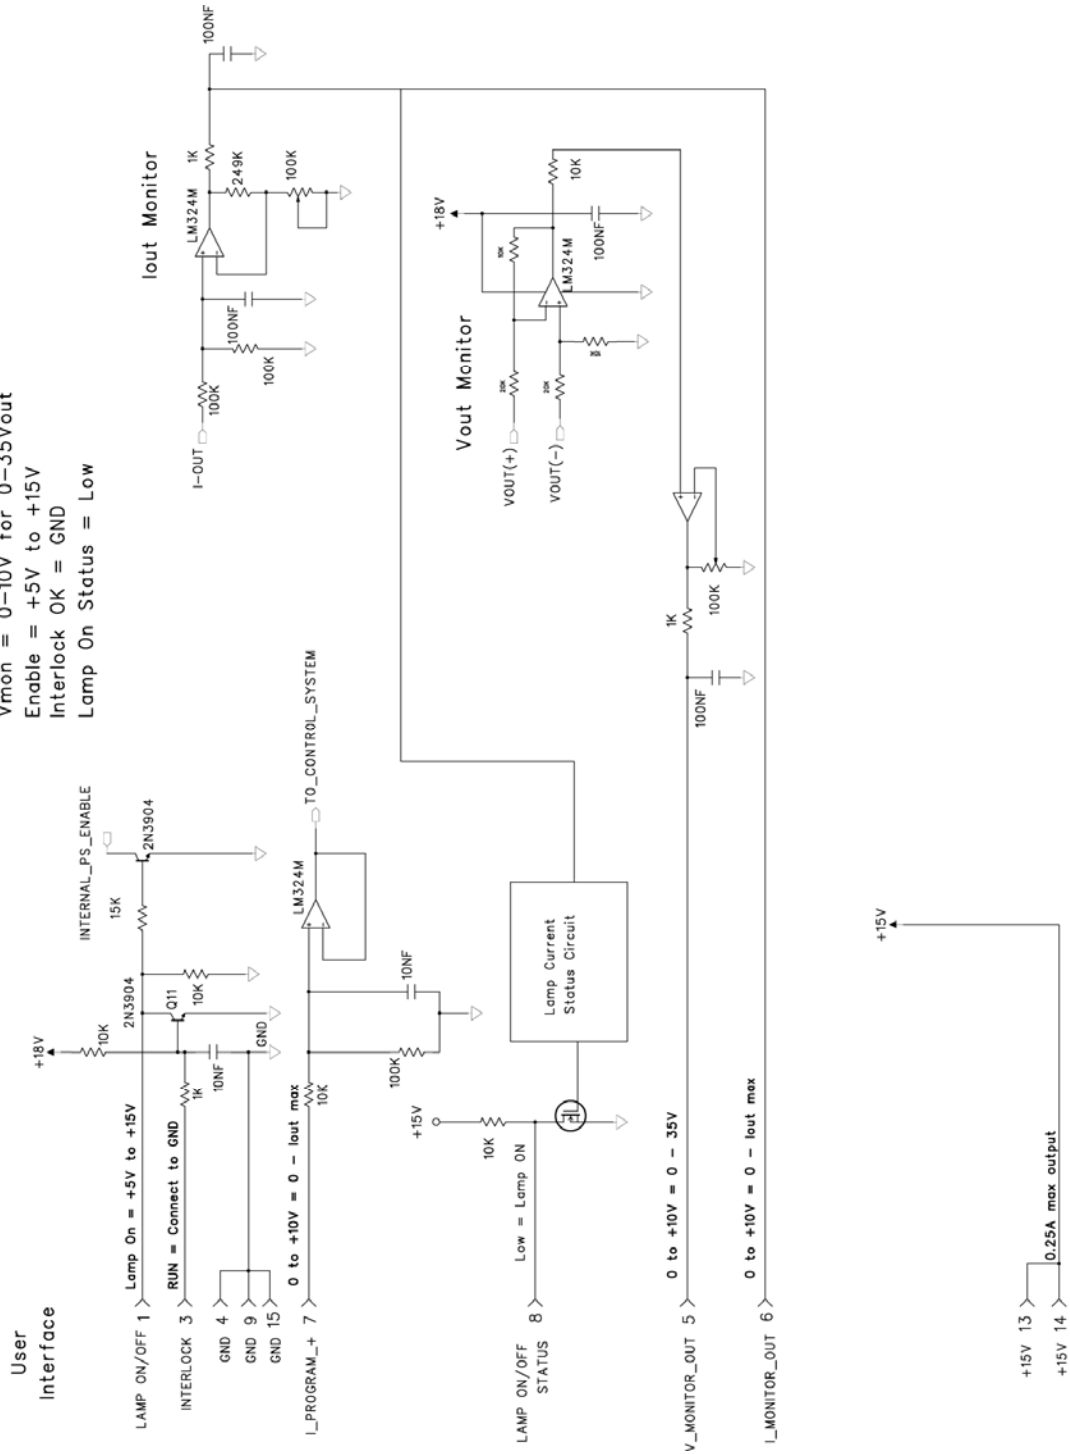 Vmon = 0-10V for 0-35Vout
Enable = +5V to +15V
Interlock OK = GND
Lamp On Status = Low
User
Interface
LAMP ON/OFF 1
Lamp On = +5V to +15V
INTERLOCK 3
RUN = Connect to GND
GND 4
GND 9
GND 15
I_PROGRAM_+ 7
0 to +10V = 0 - Iout max
+18V
10K
2N3904
Q11
1K
10NF
GND
10K
15K
INTERNAL_PS_ENABLE
2N3904
10K
100K
10NF
LM324M
TO_CONTROL_SYSTEM
LAMP ON/OFF
STATUS
8
Low = Lamp ON
+15V
10K
Lamp Current
Status Circuit
V_MONITOR_OUT 5
0 to +10V = 0 - 35V
I_MONITOR_OUT 6
0 to +10V = 0 - Iout max
100NF
1K
100K
Iout Monitor
I-OUT
100K
100K
100NF
LM324M
1K
249K
100K
100NF
Vout Monitor
VOUT(+)
VOUT(-)
20K
20K
10K
LM324M
+18V
100NF
10K
+15V
+15V 13
+15V 14
0.25A max output